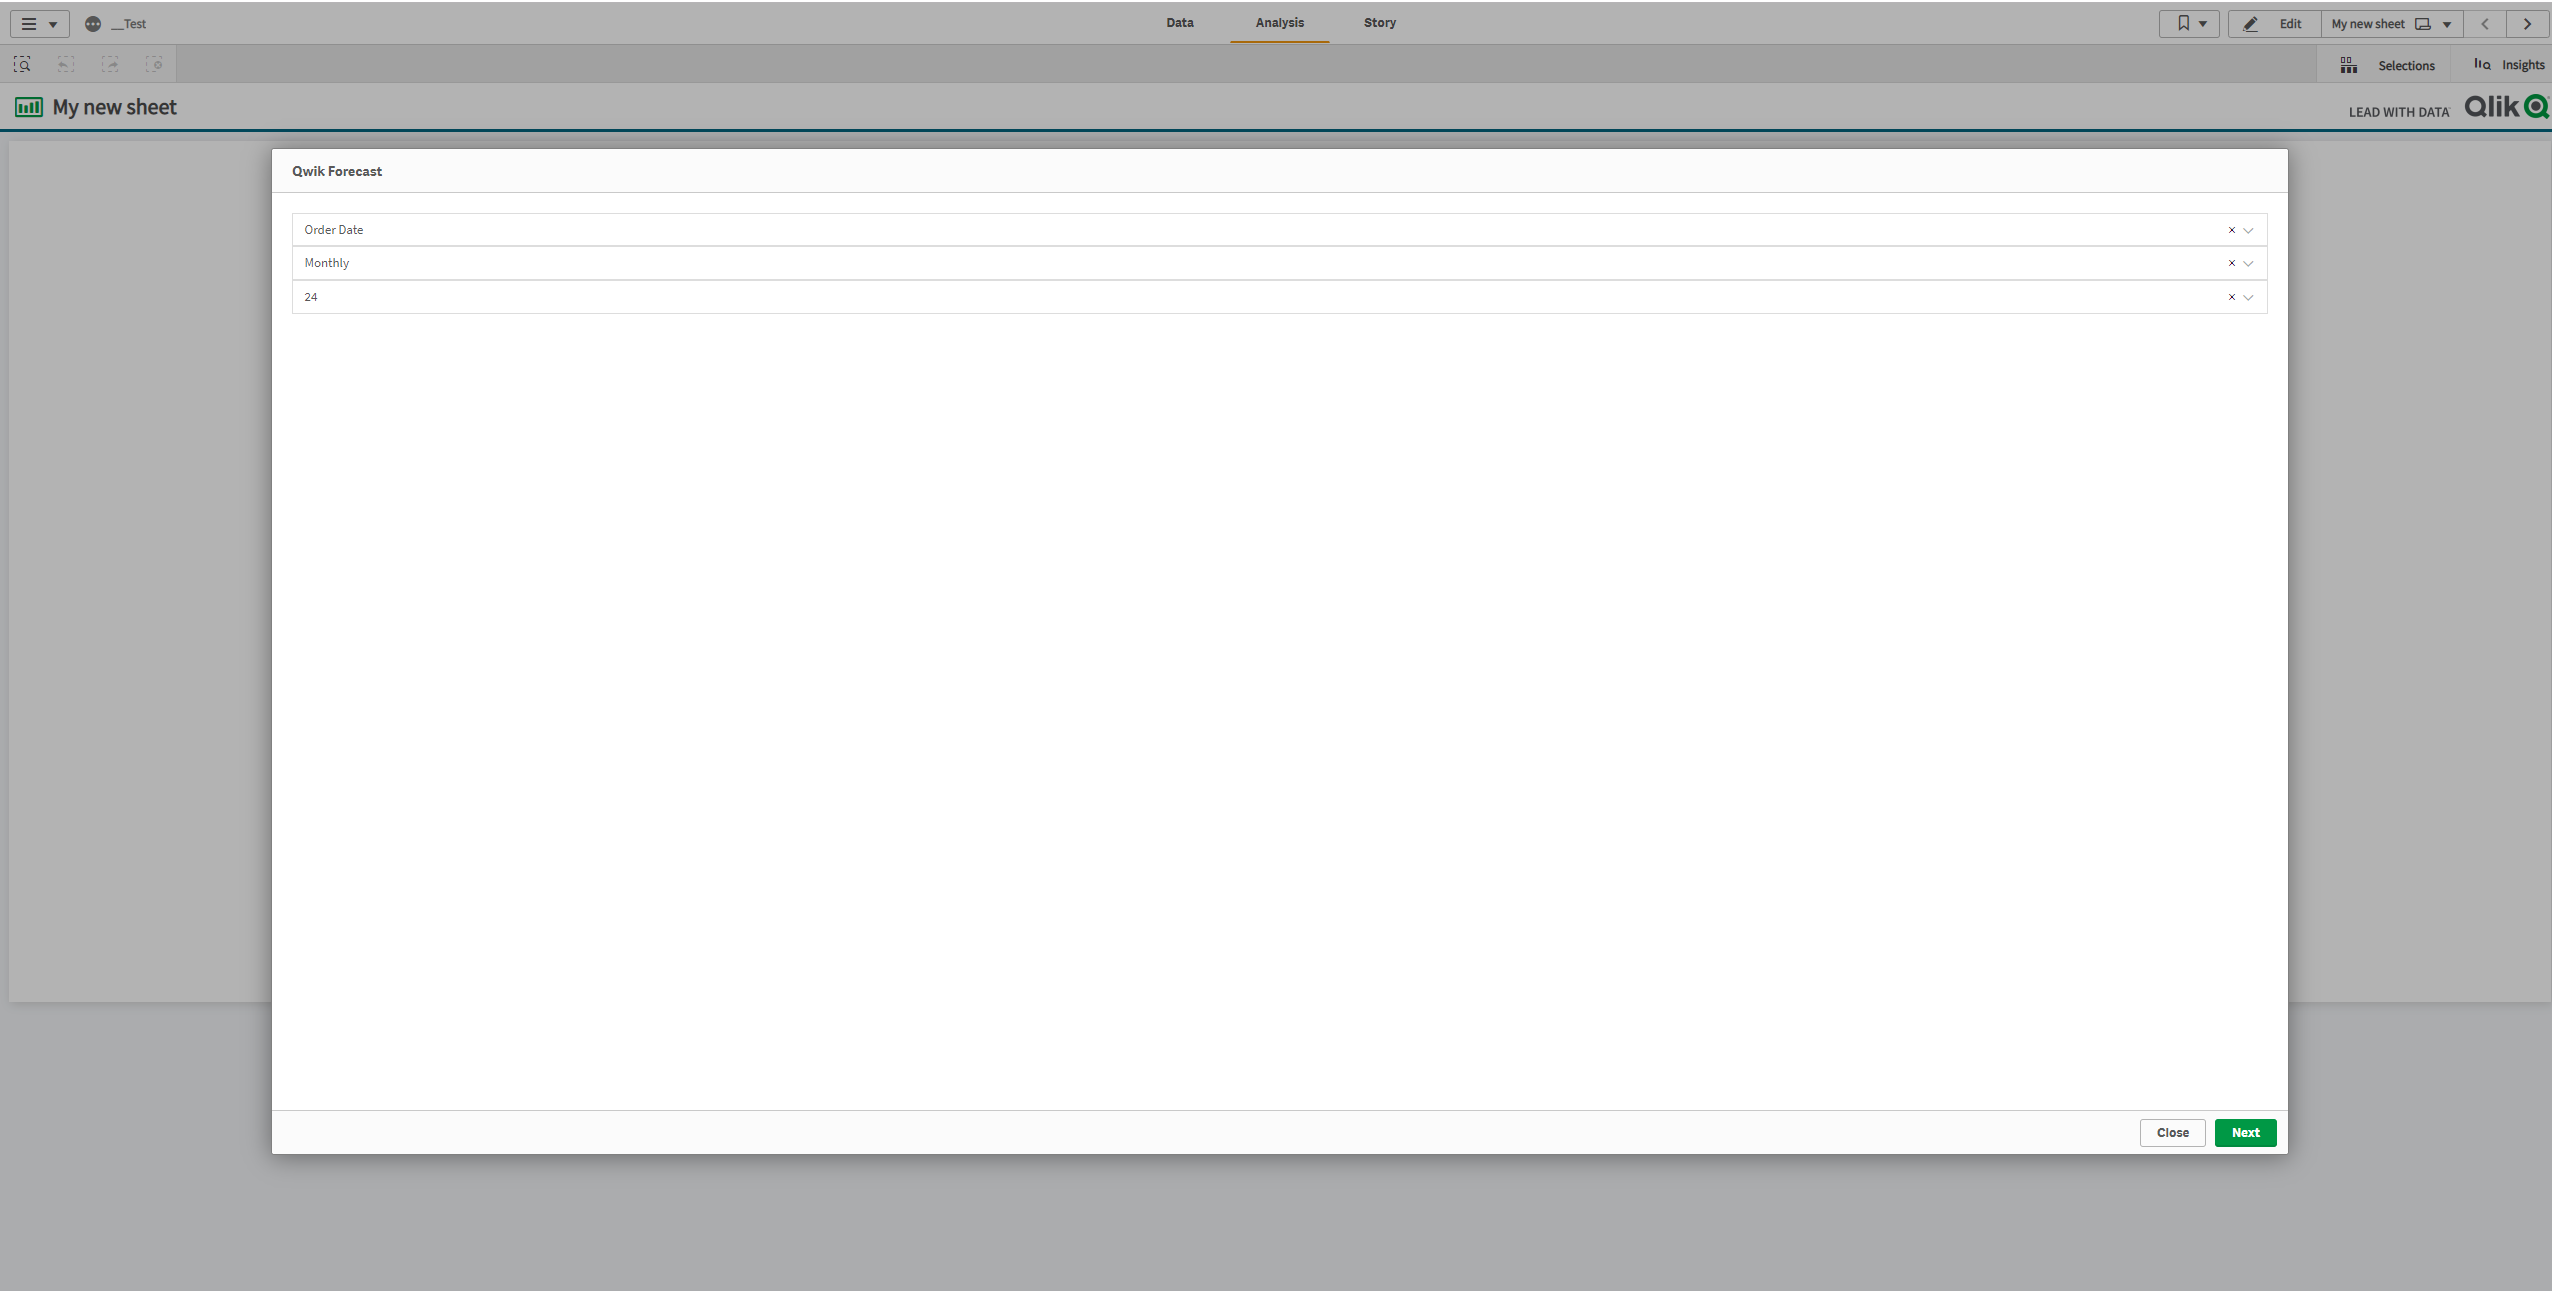 __Test
Data
Analysis
Story
Edit
My new sheet
Selections
Insights
My new sheet
LEAD WITH DATA
Qlik
Qwik Forecast
Order Date
Monthly
24
Close
Next